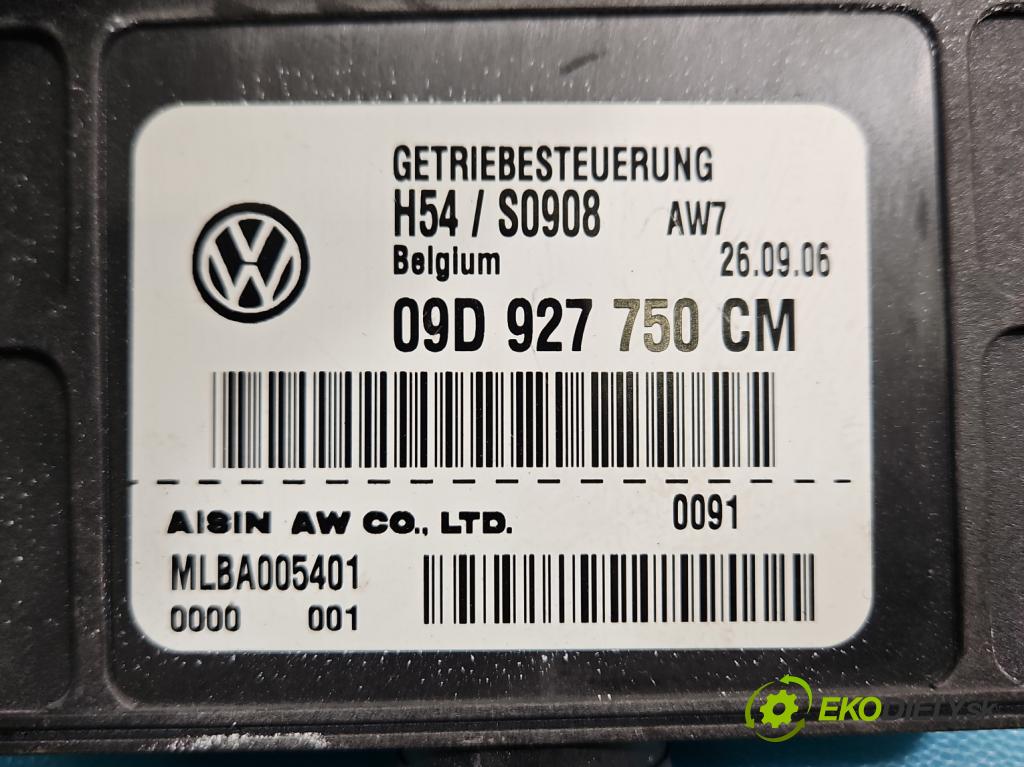 GETRIEBESTEUERUNG
H54 / S0908 AW7
Belgium 26.09.06
09D 927 750 CM
AISIN AW CO., LTD. 0091
MLBA005401
0000 001
EKODIELY.SK